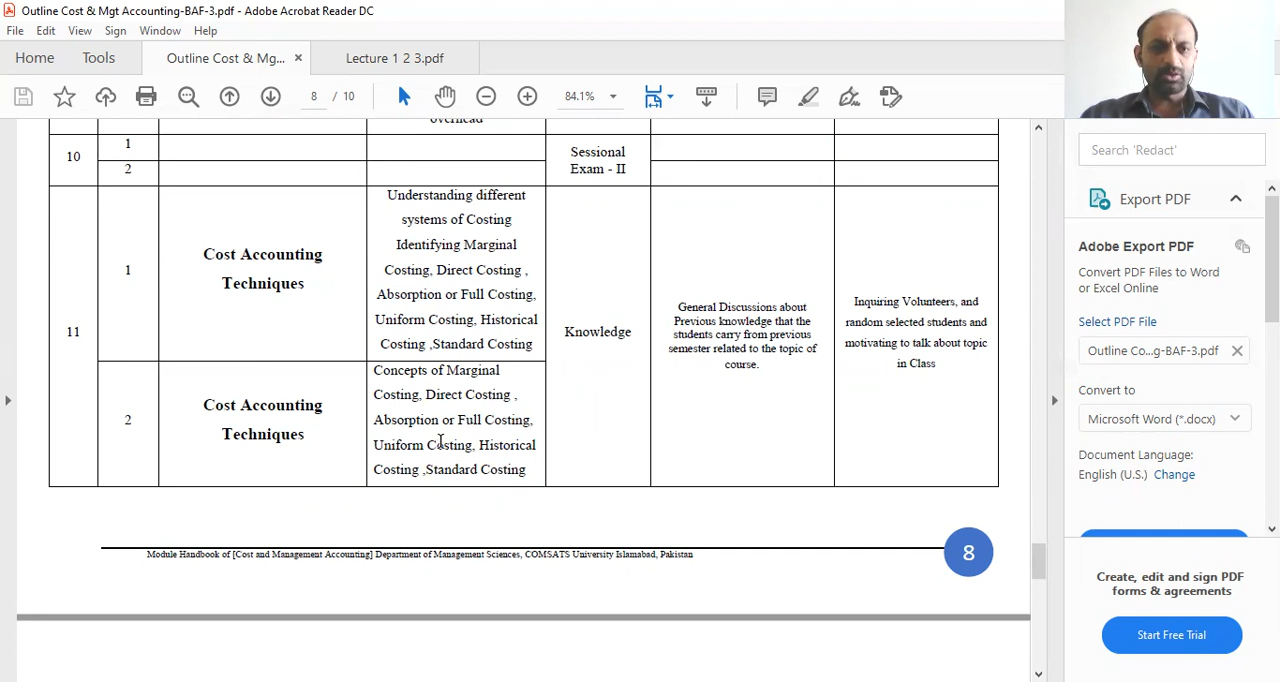 Outline Cost & Mgt Accounting-BAF-3.pdf - Adobe Acrobat Reader DC
File Edit View Sign Window Help
Home Tools Outline Cost & Mg... × Lecture 1 2 3.pdf
8 / 10 84.1%
overhead
10
1
2
Sessional
Exam - II
11
1
Cost Accounting
Techniques
Understanding different
systems of Costing
Identifying Marginal
Costing, Direct Costing ,
Absorption or Full Costing,
Uniform Costing, Historical
Costing ,Standard Costing
Knowledge
General Discussions about
Previous knowledge that the
students carry from previous
semester related to the topic of
course.
Inquiring Volunteers, and
random selected students and
motivating to talk about topic
in Class
2
Cost Accounting
Techniques
Concepts of Marginal
Costing, Direct Costing ,
Absorption or Full Costing,
Uniform Costing, Historical
Costing ,Standard Costing
Module Handbook of [Cost and Management Accounting] Department of Management Sciences, COMSATS University Islamabad, Pakistan
8
Search 'Redact'
Export PDF
Adobe Export PDF
Convert PDF Files to Word
or Excel Online
Select PDF File
Outline Co...g-BAF-3.pdf ×
Convert to
Microsoft Word (*.docx)
Document Language:
English (U.S.) Change
Create, edit and sign PDF
forms & agreements
Start Free Trial